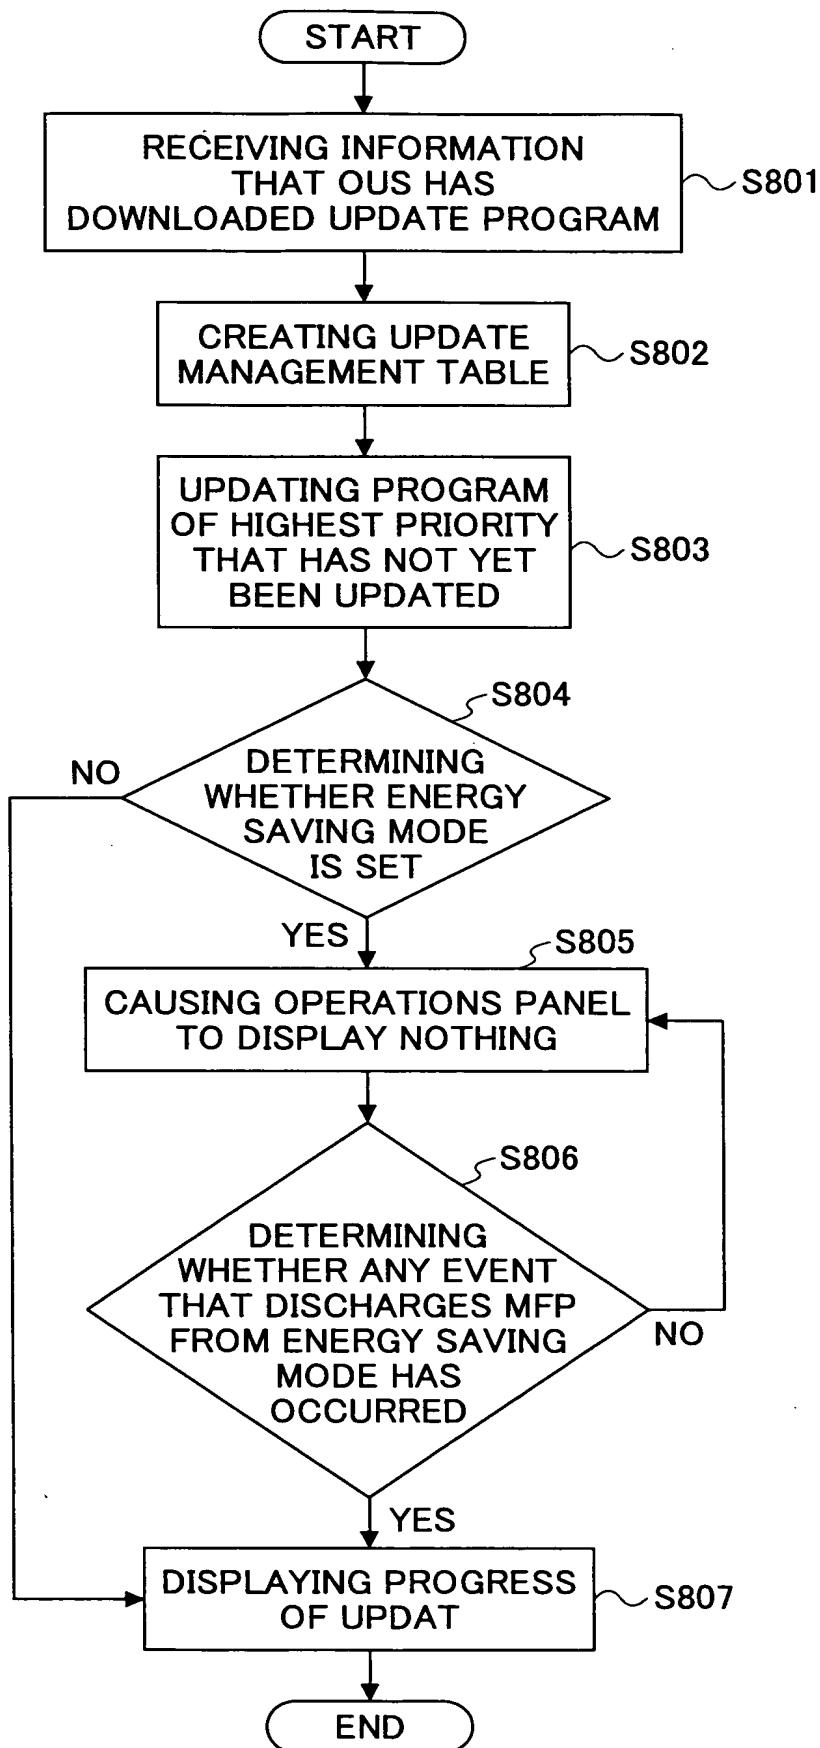 START
RECEIVING INFORMATION
THAT OUS HAS
DOWNLOADED UPDATE PROGRAM
S801
CREATING UPDATE
MANAGEMENT TABLE
S802
UPDATING PROGRAM
OF HIGHEST PRIORITY
THAT HAS NOT YET
BEEN UPDATED
S803
S804
NO
DETERMINING
WHETHER ENERGY
SAVING MODE
IS SET
YES
S805
CAUSING OPERATIONS PANEL
TO DISPLAY NOTHING
S806
DETERMINING
WHETHER ANY EVENT
THAT DISCHARGES MFP
FROM ENERGY SAVING
MODE HAS
OCCURRED
NO
YES
DISPLAYING PROGRESS
OF UPDAT
S807
END